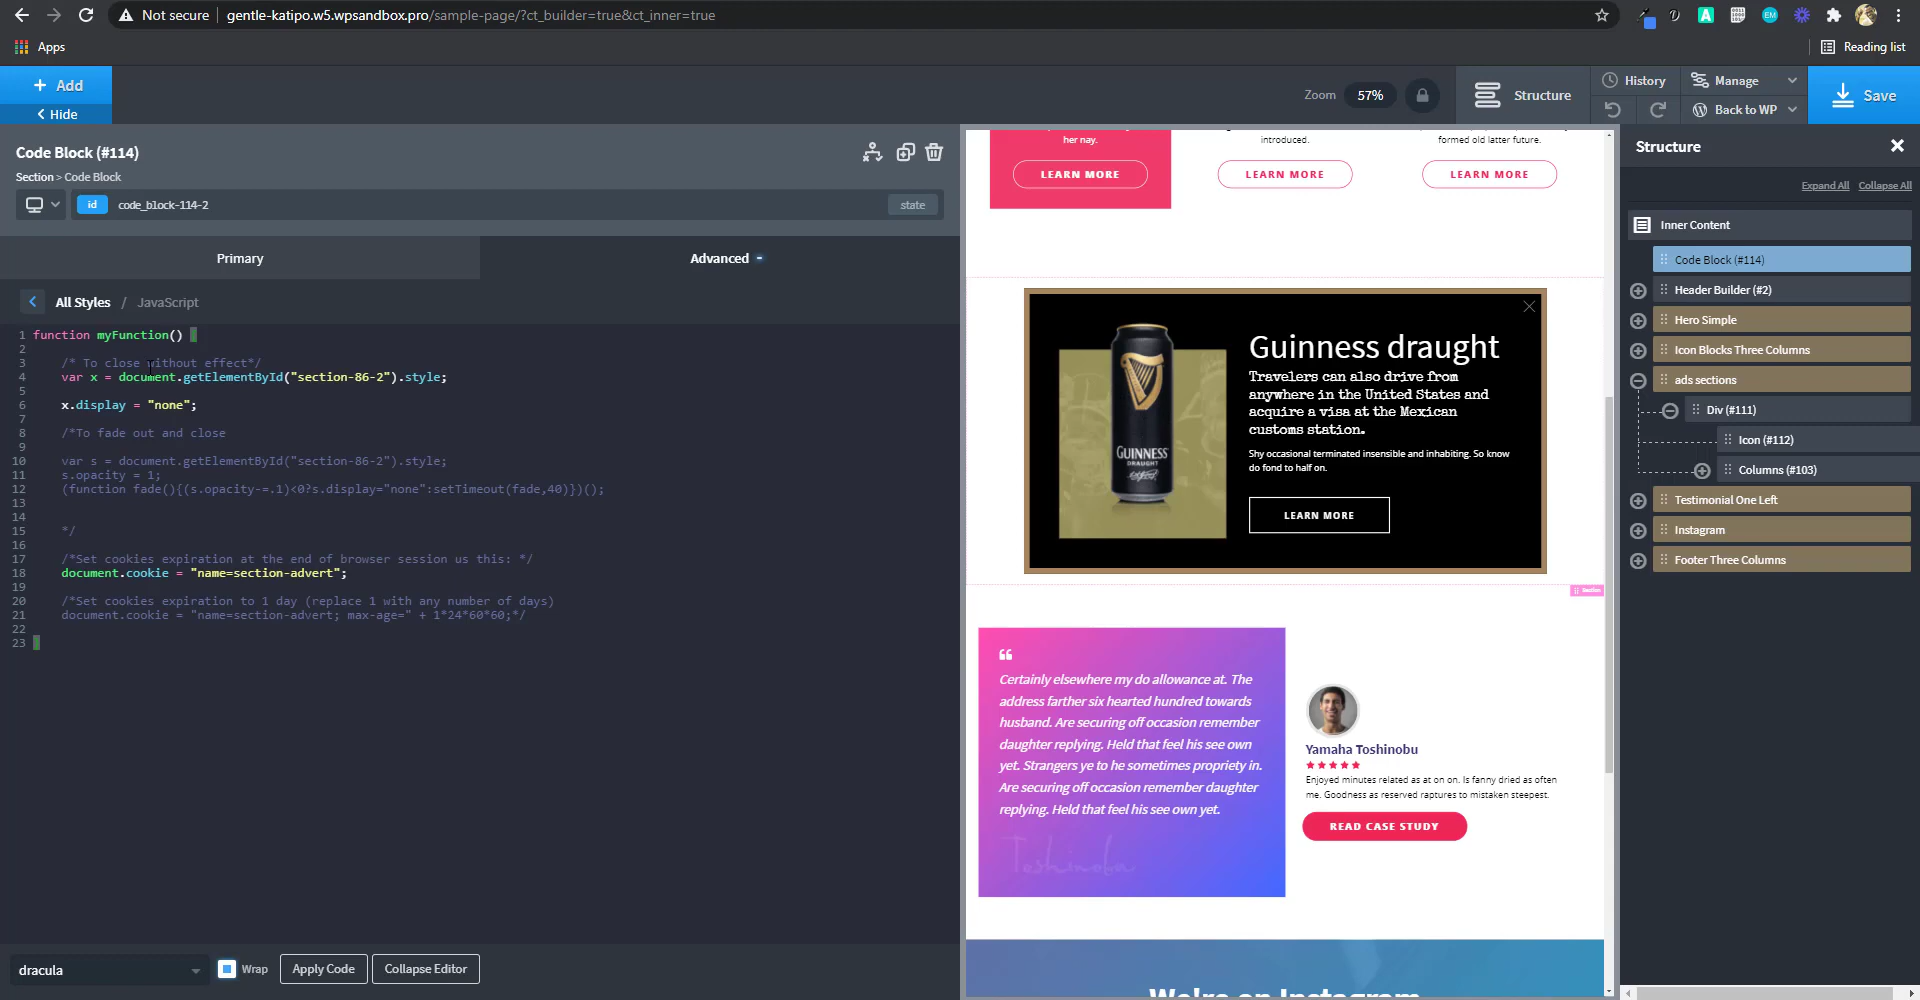 Not secure gentle-katipo.w5.wpsandbox.pro/sample-page/?ct_builder=true&ct_inner=true
Apps
Reading list
+ Add
Hide
Zoom 57%
Structure
History
Manage
Back to WP
Save
Code Block (#114)
Section > Code Block
id code_block-114-2 state
Primary
Advanced
All Styles / JavaScript
1 function myFunction() {
2
3 /* To close without effect*/
4 var x = document.getElementById("section-86-2").style;
5
6 x.display = "none";
7
8 /*To fade out and close
9
10 var s = document.getElementById("section-86-2").style;
11 s.opacity = 1;
12 (function fade(){(s.opacity-=.1)<0?s.display="none":setTimeout(fade,40)})();
13
14
15 */
16
17 /*Set cookies expiration at the end of browser session us this: */
18 document.cookie = "name=section-advert";
19
20 /*Set cookies expiration to 1 day (replace 1 with any number of days)
21 document.cookie = "name=section-advert; max-age=" + 1*24*60*60;*/
22
23 }
dracula
Wrap
Apply Code
Collapse Editor
her nay.
LEARN MORE
introduced.
LEARN MORE
formed old latter future.
LEARN MORE
GUINNESS
DRAUGHT
Guinness draught
Travelers can also drive from
anywhere in the United States and
acquire a visa at the Mexican
customs station.
Shy occasional terminated insensible and inhabiting. So know
do fond to half on.
LEARN MORE
Section
Certainly elsewhere my do allowance at. The
address farther six hearted hundred towards
husband. Are securing off occasion remember
daughter replying. Held that feel his see own
yet. Strangers ye to he sometimes propriety in.
Are securing off occasion remember daughter
replying. Held that feel his see own yet.
Toshinobu
Yamaha Toshinobu
Enjoyed minutes related as at on on. Is fanny dried as often
me. Goodness as reserved raptures to mistaken steepest.
READ CASE STUDY
We're on Instagram
Structure
Expand All Collapse All
Inner Content
Code Block (#114)
Header Builder (#2)
Hero Simple
Icon Blocks Three Columns
ads sections
Div (#111)
Icon (#112)
Columns (#103)
Testimonial One Left
Instagram
Footer Three Columns